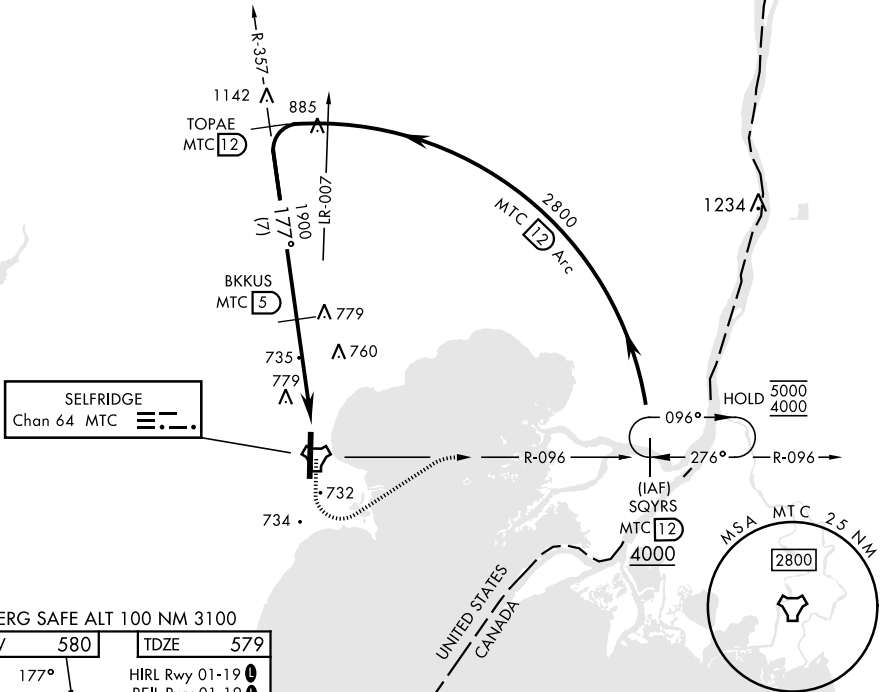 R-357
1142
885
TOPAE
MTC 12
LR-007
1900
177°
(7)
2800
MTC 12 Arc
1234
BKKUS
MTC 5
779
735
760
779
SELFRIDGE
Chan 64 MTC
HOLD 5000
4000
096°
R-096
276°
R-096
(IAF)
SQYRS
MTC 12
4000
732
734
MSA MTC 25 NM
2800
UNITED STATES
CANADA
ERG SAFE ALT 100 NM 3100
580
TDZE 579
177°
HIRL Rwy 01-19 L